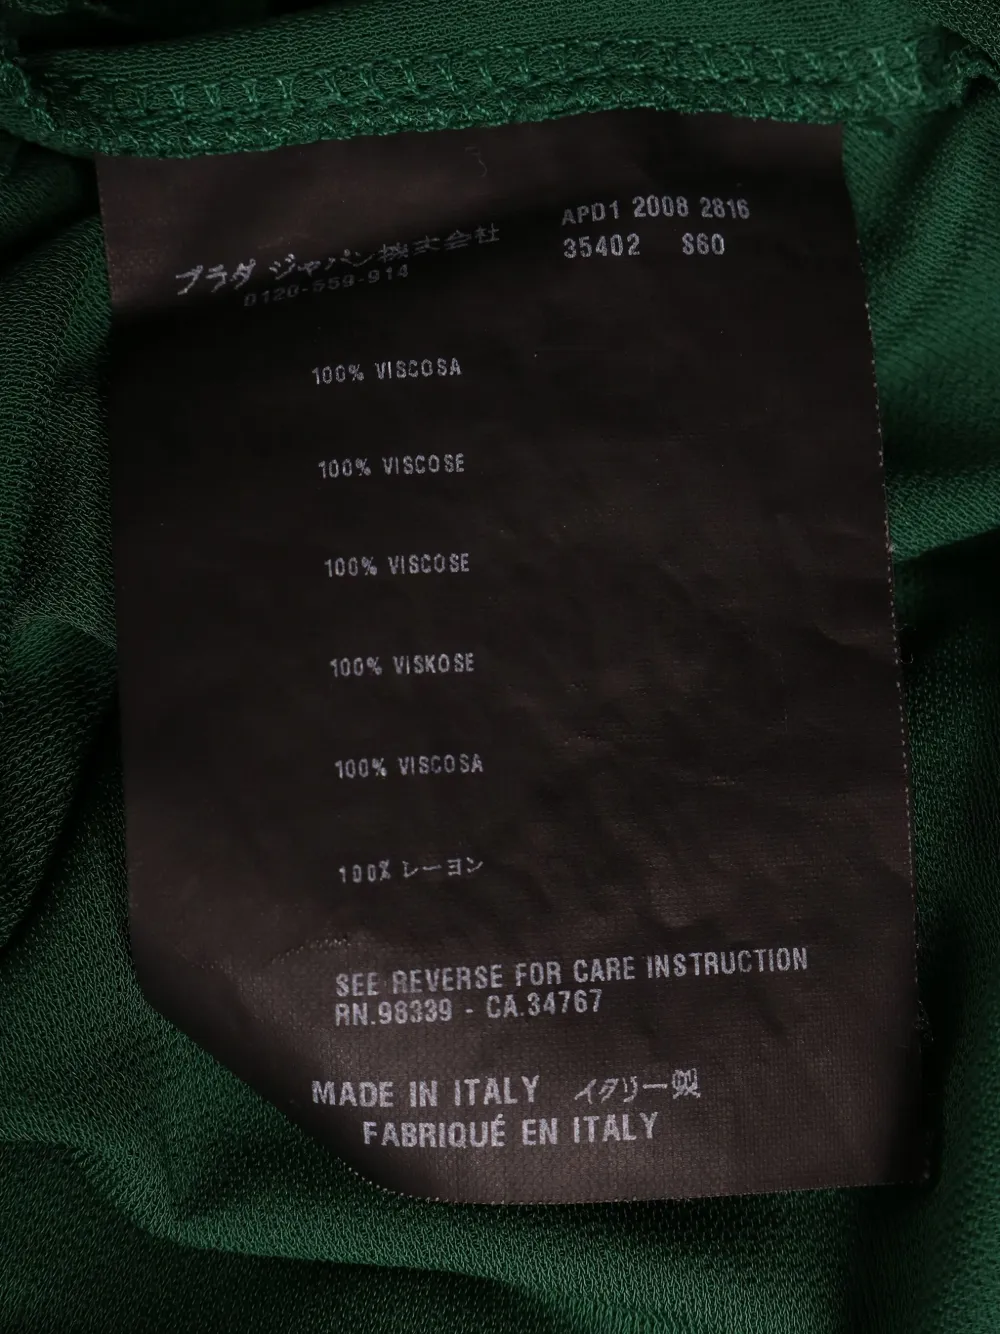 プラダ ジャパン株式会社
0120-559-914
APD1 2008 2816
35402 S60
100% VISCOSA
100% VISCOSE
100% VISCOSE
100% VISKOSE
100% VISCOSA
100% レーヨン
SEE REVERSE FOR CARE INSTRUCTION
RN.98339 - CA.34767
MADE IN ITALY イタリー製
FABRIQUÉ EN ITALY